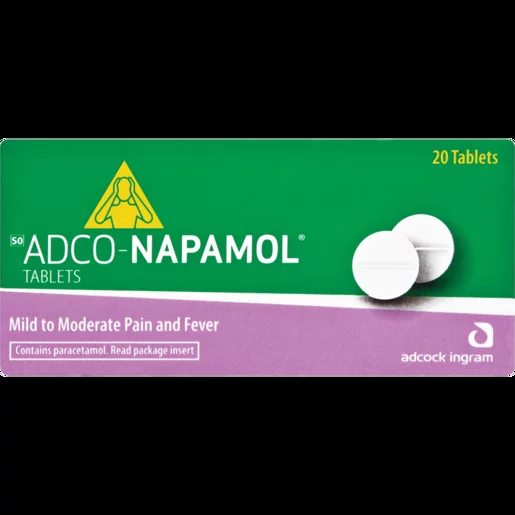 20 Tablets
S0 ADCO-NAPAMOL®
TABLETS
Mild to Moderate Pain and Fever
Contains paracetamol. Read package insert
adcock ingram